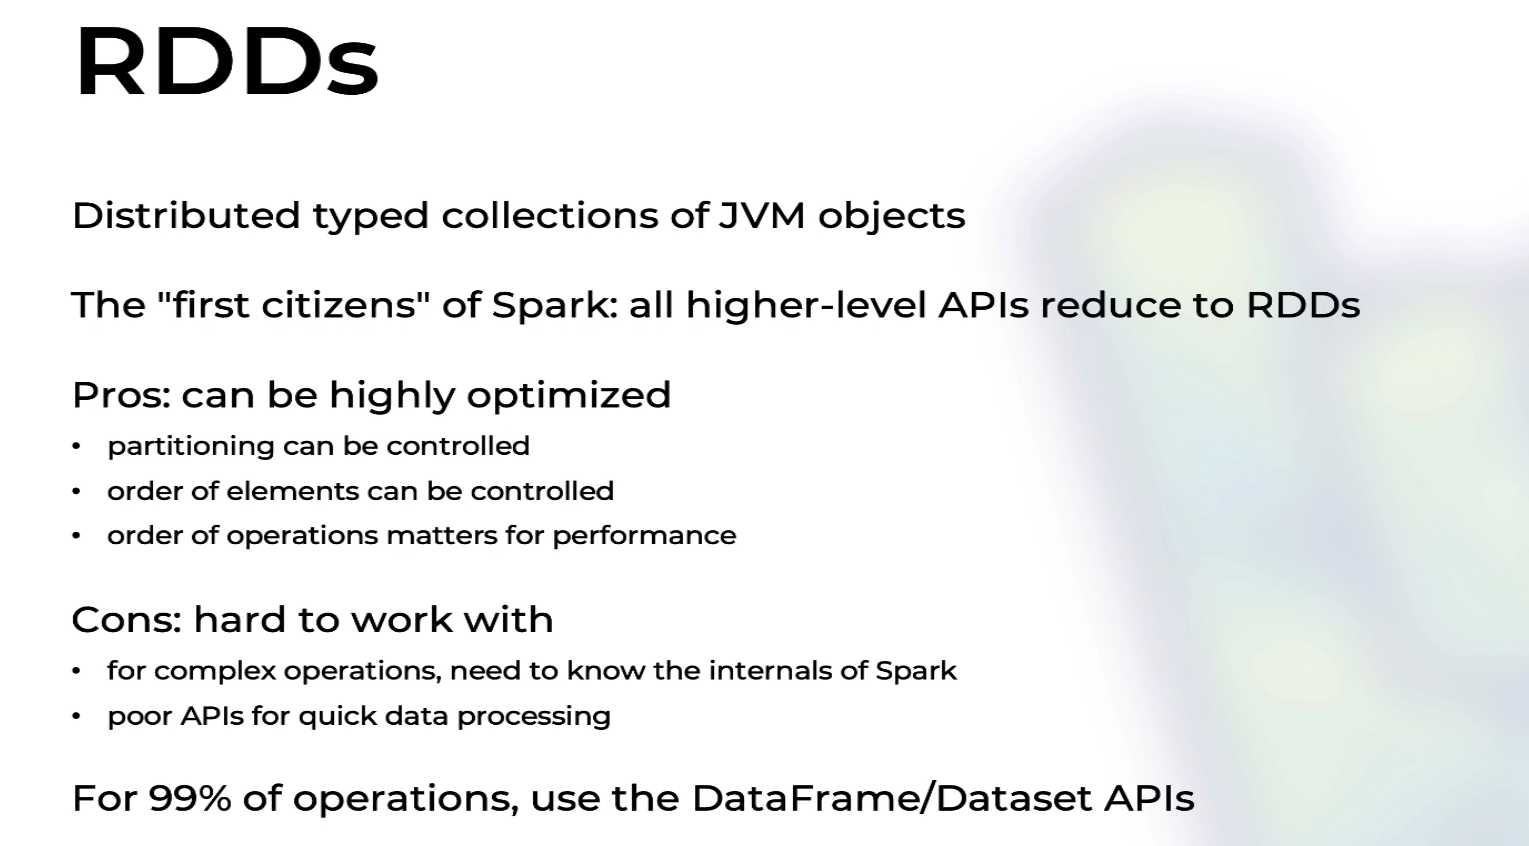 RDDs
Distributed typed collections of JVM objects
The "first citizens" of Spark: all higher-level APIs reduce to RDDs
Pros: can be highly optimized
• partitioning can be controlled
• order of elements can be controlled
• order of operations matters for performance
Cons: hard to work with
• for complex operations, need to know the internals of Spark
• poor APIs for quick data processing
For 99% of operations, use the DataFrame/Dataset APIs